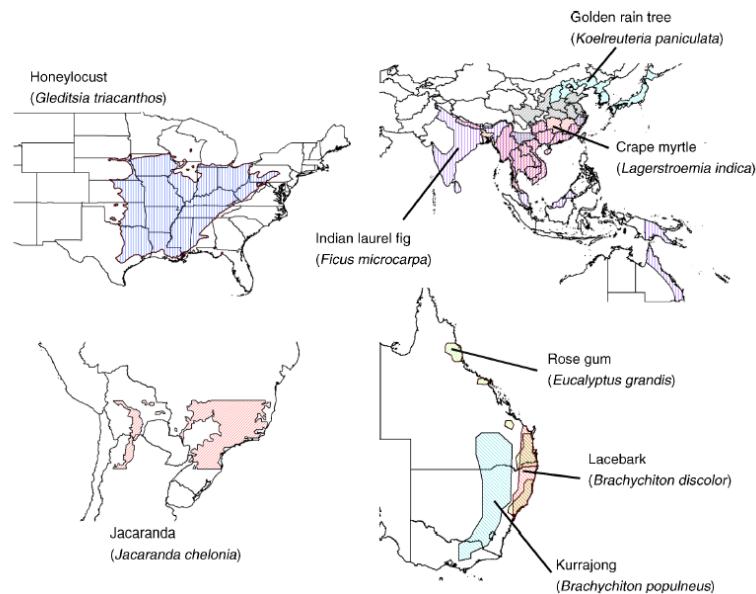 Honeylocust
(Gleditsia triacanthos)
Golden rain tree
(Koelreuteria paniculata)
Crape myrtle
(Lagerstroemia indica)
Indian laurel fig
(Ficus microcarpa)
Jacaranda
(Jacaranda chelonia)
Rose gum
(Eucalyptus grandis)
Lacebark
(Brachychiton discolor)
Kurrajong
(Brachychiton populneus)